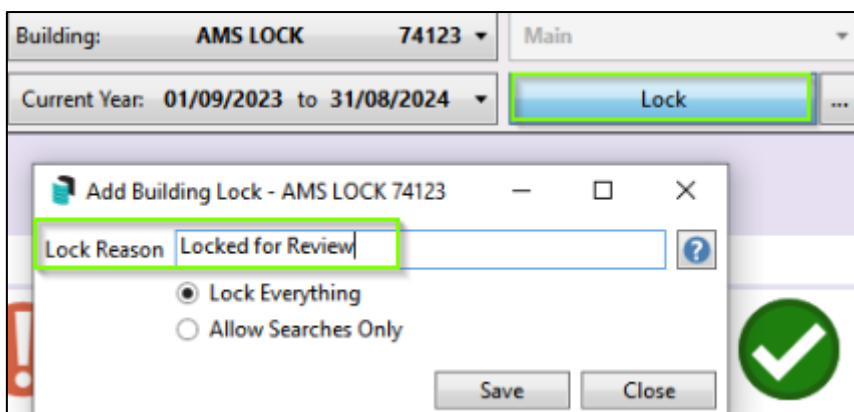 Building: AMS LOCK 74123 Main
Current Year: 01/09/2023 to 31/08/2024 Lock ...
Add Building Lock - AMS LOCK 74123
Lock Reason Locked for Review ?
Lock Everything
Allow Searches Only
Save Close